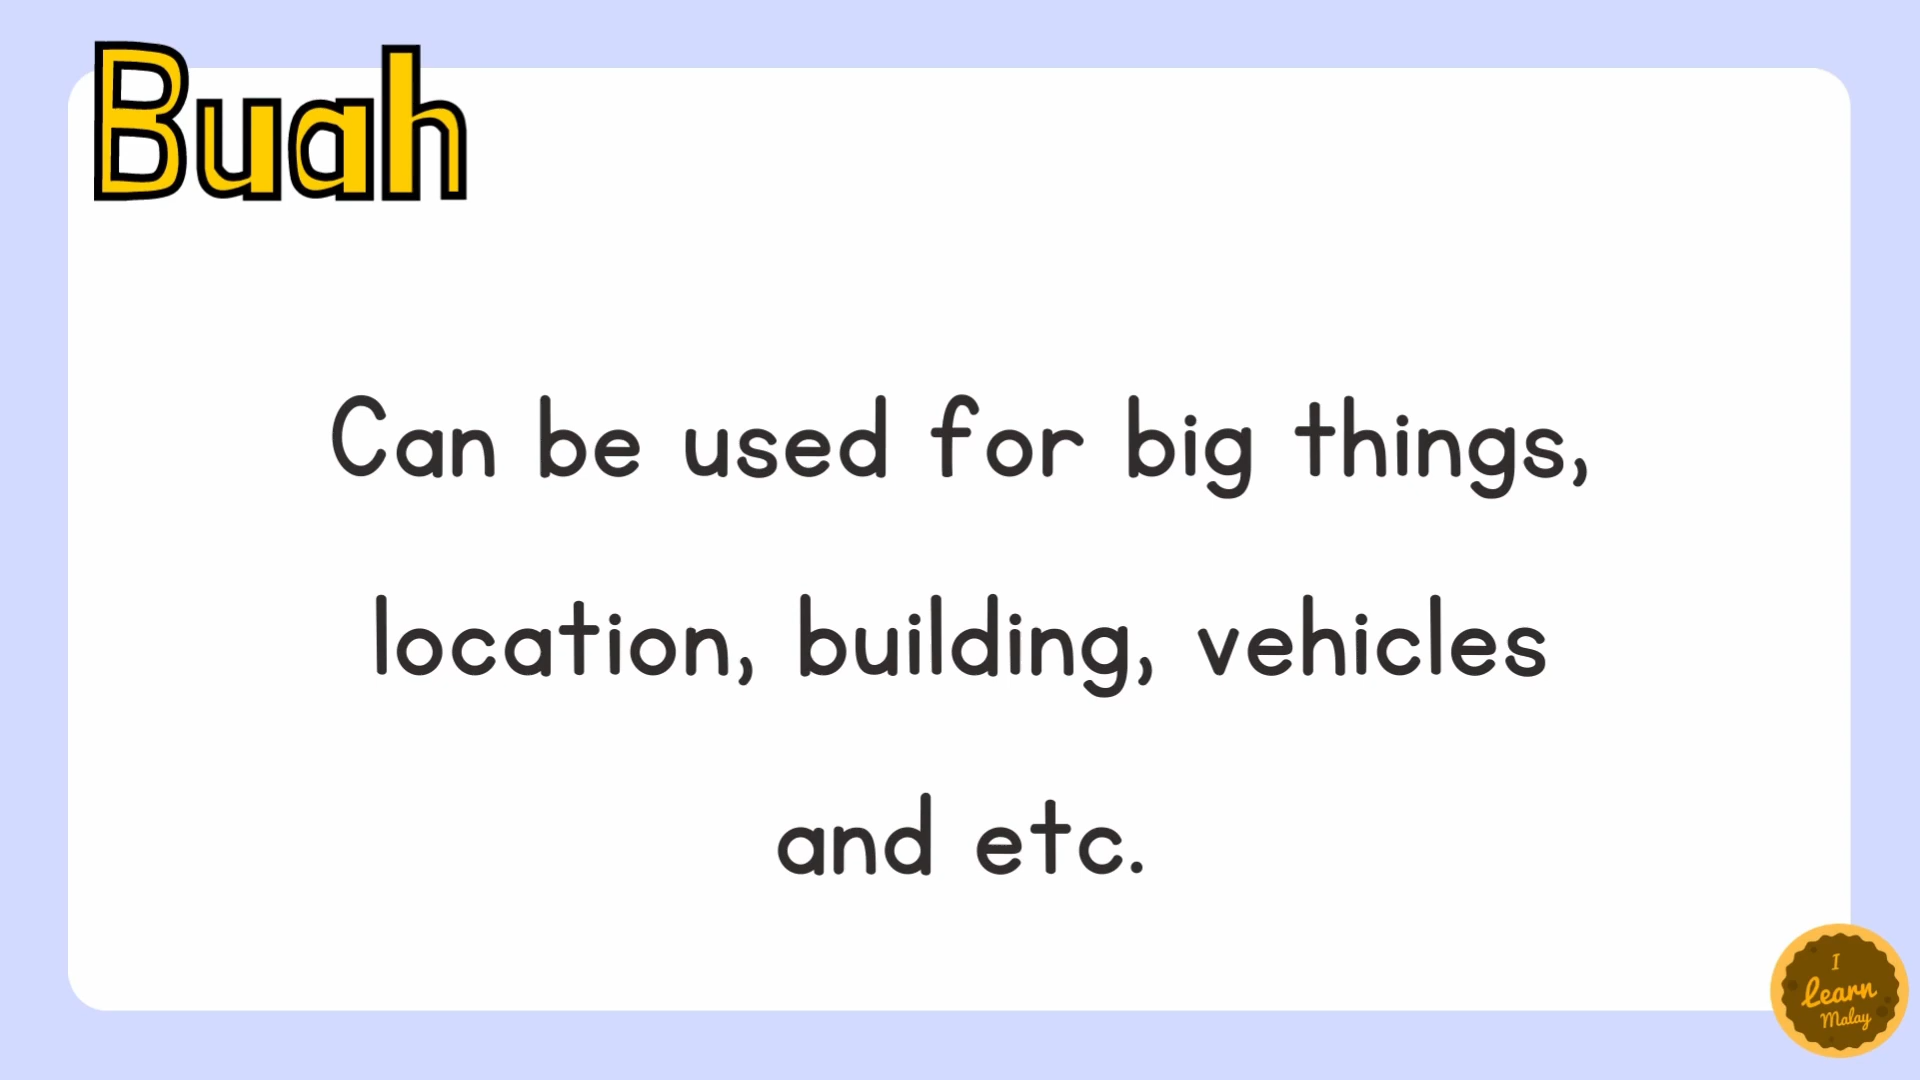 Buah
Can be used for big things,
location, building, vehicles
and etc.
I
Learn
Malay